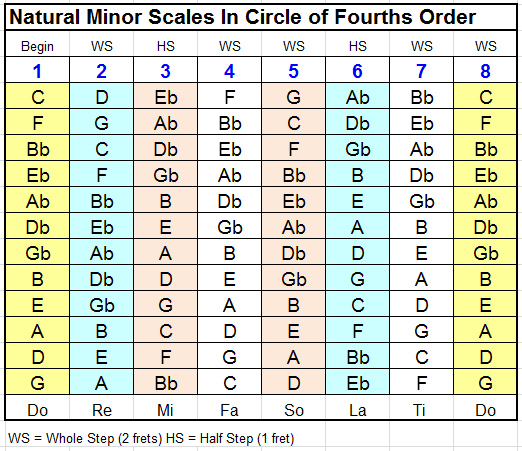 Natural Minor Scales In Circle of Fourths Order
Begin WS HS WS WS HS WS WS
1 2 3 4 5 6 7 8
C D Eb F G Ab Bb C
F G Ab Bb C Db Eb F
Bb C Db Eb F Gb Ab Bb
Eb F Gb Ab Bb B Db Eb
Ab Bb B Db Eb E Gb Ab
Db Eb E Gb Ab A B Db
Gb Ab A B Db D E Gb
B Db D E Gb G A B
E Gb G A B C D E
A B C D E F G A
D E F G A Bb C D
G A Bb C D Eb F G
Do Re Mi Fa So La Ti Do
WS = Whole Step (2 frets) HS = Half Step (1 fret)